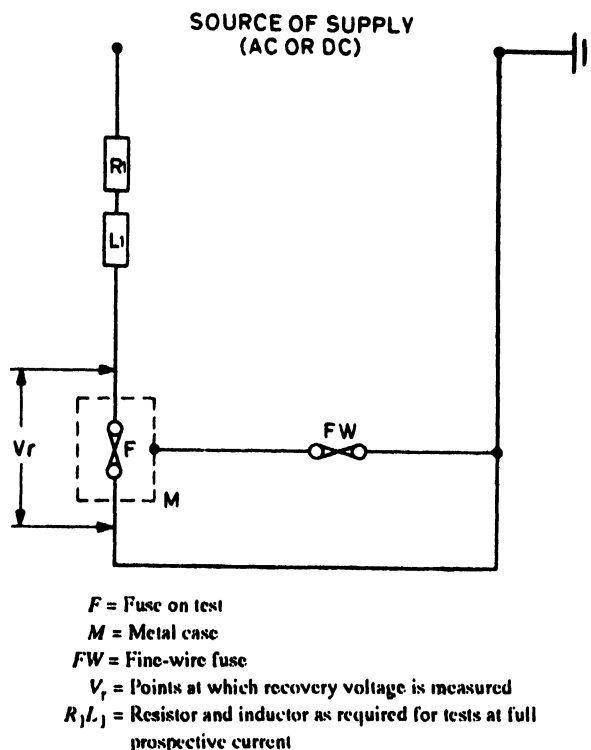 SOURCE OF SUPPLY
(AC OR DC)
R1
L1
Vr
F
FW
M
F = Fuse on test
M = Metal case
FW = Fine-wire fuse
Vr = Points at which recovery voltage is measured
R1L1 = Resistor and inductor as required for tests at full
prospective current